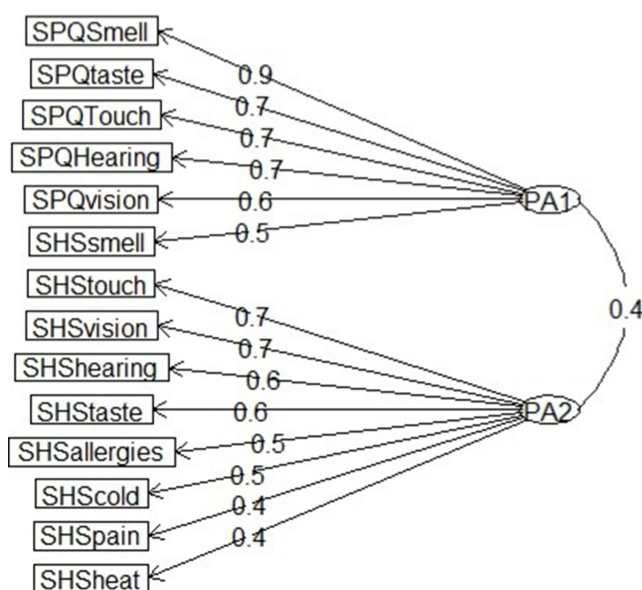 SPQSmell
0.9
SPQtaste
0.7
SPQTouch
0.7
SPQHearing
0.7
SPQvision
0.6
PA1
SHSsmell
0.5
SHStouch
0.7
0.4
SHSvision
0.7
SHShearing
0.6
SHStaste
0.6
PA2
SHSallergies
0.5
SHScold
0.5
SHSpain
0.4
SHSheat
0.4